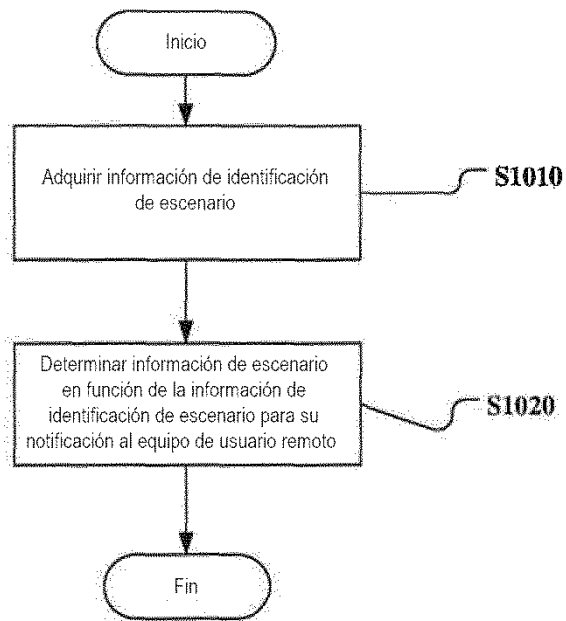 Inicio
Adquirir información de identificación
de escenario
S1010
Determinar información de escenario
en función de la información de
identificación de escenario para su
notificación al equipo de usuario remoto
S1020
Fin